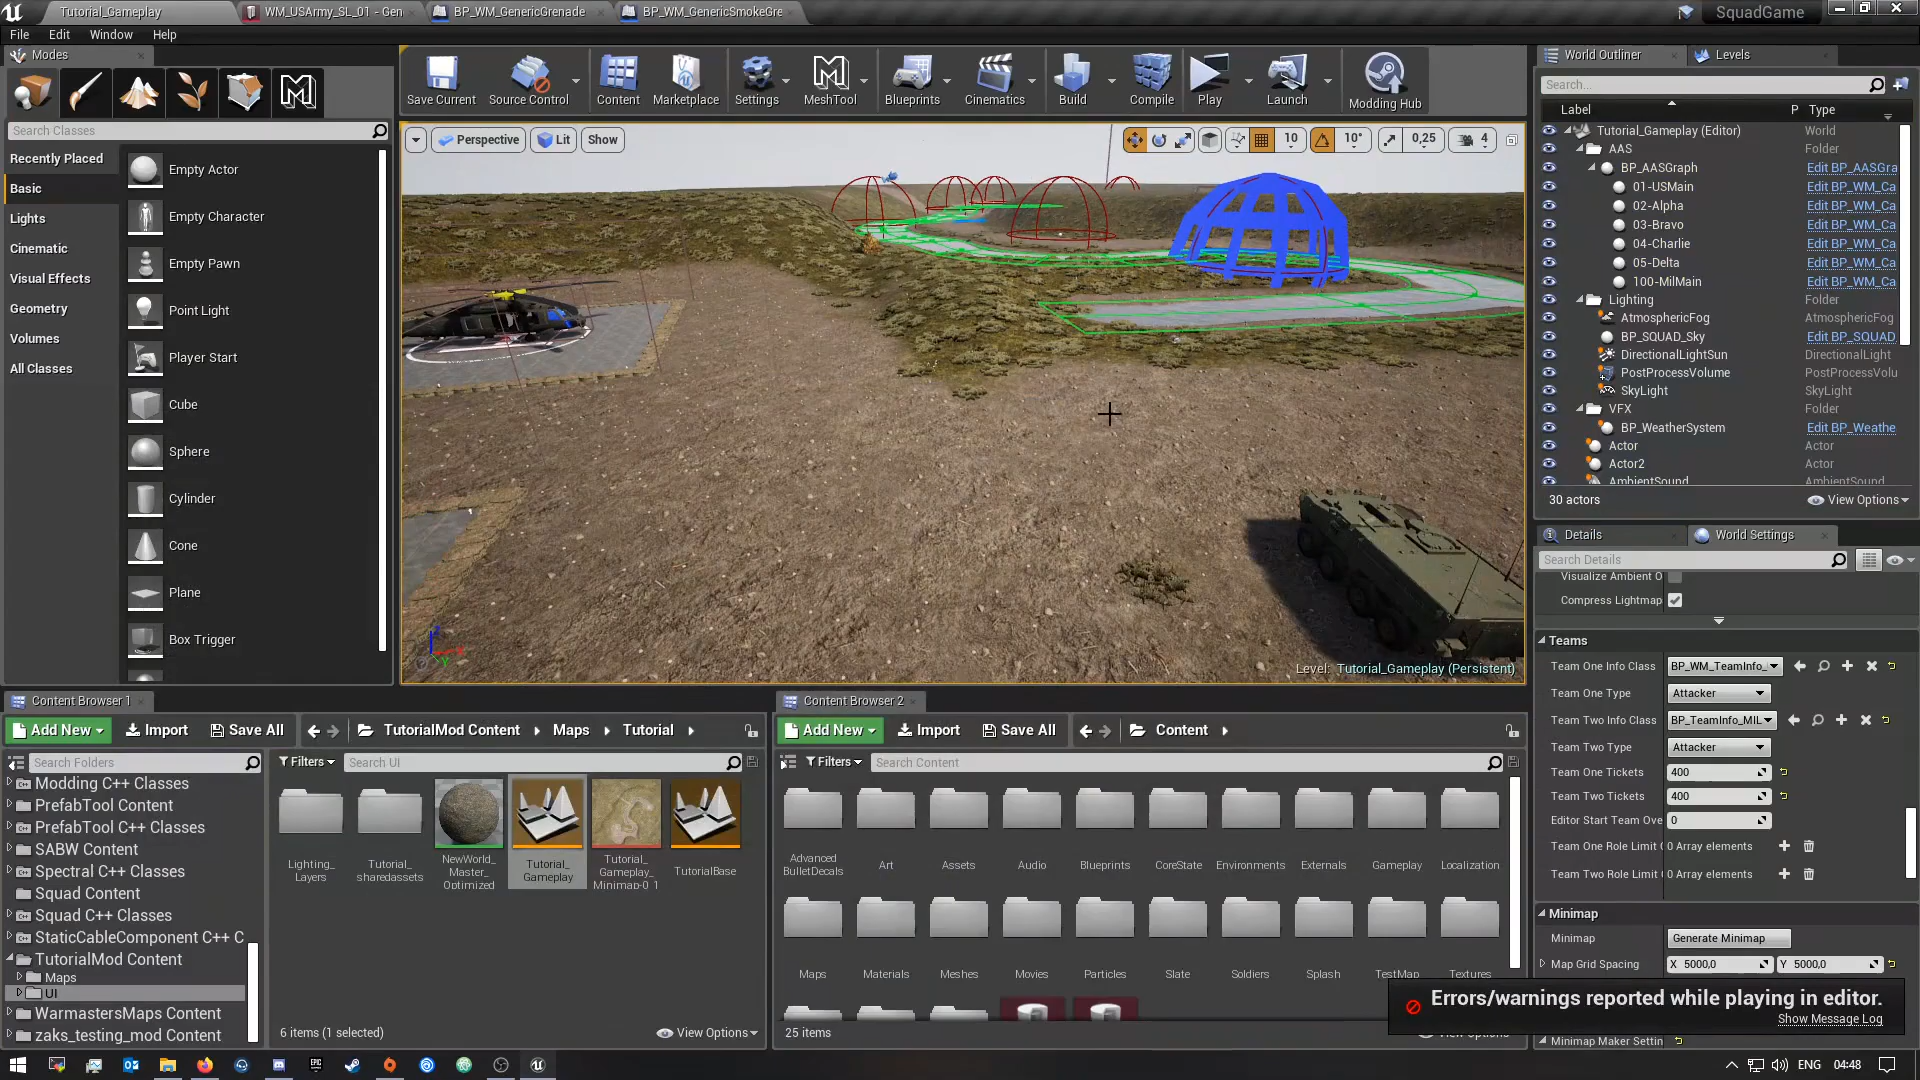 Tutorial_Gameplay
WM_USArmy_SL_01 - Gen
BP_WM_GenericGrenade
BP_WM_GenericSmokeGre
SquadGame
File Edit Window Help
Modes
Search Classes
Recently Placed
Basic
Lights
Cinematic
Visual Effects
Geometry
Volumes
All Classes
Empty Actor
Empty Character
Empty Pawn
Point Light
Player Start
Cube
Sphere
Cylinder
Cone
Plane
Box Trigger
Save Current
Source Control
Content
Marketplace
Settings
MeshTool
Blueprints
Cinematics
Build
Compile
Play
Launch
Modding Hub
Perspective
Lit
Show
10
10°
0,25
4
Level: Tutorial_Gameplay (Persistent)
World Outliner
Levels
Search...
Label P Type
Tutorial_Gameplay (Editor) World
AAS Folder
BP_AASGraph Edit BP_AASGra
01-USMain Edit BP_WM_Ca
02-Alpha Edit BP_WM_Ca
03-Bravo Edit BP_WM_Ca
04-Charlie Edit BP_WM_Ca
05-Delta Edit BP_WM_Ca
100-MilMain Edit BP_WM_Ca
Lighting Folder
AtmosphericFog AtmosphericFog
BP_SQUAD_Sky Edit BP_SQUAD
DirectionalLightSun DirectionalLight
PostProcessVolume PostProcessVolu
SkyLight SkyLight
VFX Folder
BP_WeatherSystem Edit BP_Weathe
Actor Actor
Actor2 Actor
AmbientSound
30 actors
View Options
Details
World Settings
Search Details
Visualize Ambient O
Compress Lightmap
Teams
Team One Info Class BP_WM_TeamInfo_
Team One Type Attacker
Team Two Info Class BP_TeamInfo_MIL
Team Two Type Attacker
Team One Tickets 400
Team Two Tickets 400
Editor Start Team Ove 0
Team One Role Limit 0 Array elements
Team Two Role Limit 0 Array elements
Minimap
Minimap Generate Minimap
Map Grid Spacing X 5000,0 Y 5000,0
Errors/warnings reported while playing in editor.
Show Message Log
Minimap Maker Settin
Content Browser 1
Add New Import Save All TutorialMod Content Maps Tutorial
Search Folders
Filters
Search UI
Modding C++ Classes
PrefabTool Content
PrefabTool C++ Classes
SABW Content
Spectral C++ Classes
Squad Content
Squad C++ Classes
StaticCableComponent C++ C
TutorialMod Content
Maps
UI
WarmastersMaps Content
zaks_testing_mod Content
Lighting_
Layers
Tutorial_
sharedassets
NewWorld_
Master_
Optimized
Tutorial_
Gameplay
Tutorial_
Gameplay_
Minimap-0_1
TutorialBase
6 items (1 selected)
View Options
Content Browser 2
Add New Import Save All Content
Filters
Search Content
Advanced
BulletDecals
Art
Assets
Audio
Blueprints
CoreState
Environments
Externals
Gameplay
Localization
Maps
Materials
Meshes
Movies
Particles
Slate
Soldiers
Splash
TestMap
Textures
25 items
ENG 04:48